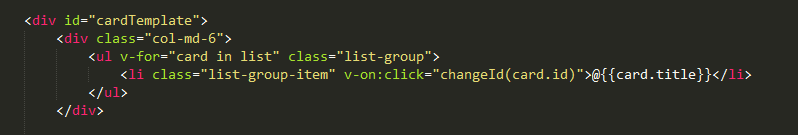 <div id="cardTemplate">
    <div class="col-md-6">
        <ul v-for="card in list" class="list-group">
            <li class="list-group-item" v-on:click="changeId(card.id)">@{{card.title}}</li>
        </ul>
    </div>